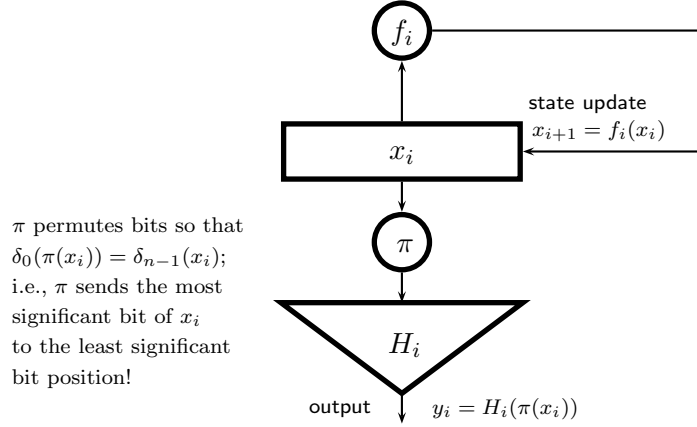 f_i
state update
x_{i+1} = f_i(x_i)
x_i
π permutes bits so that
δ_0(π(x_i)) = δ_{n−1}(x_i);
i.e., π sends the most
significant bit of x_i
to the least significant
bit position!
π
H_i
output y_i = H_i(π(x_i))